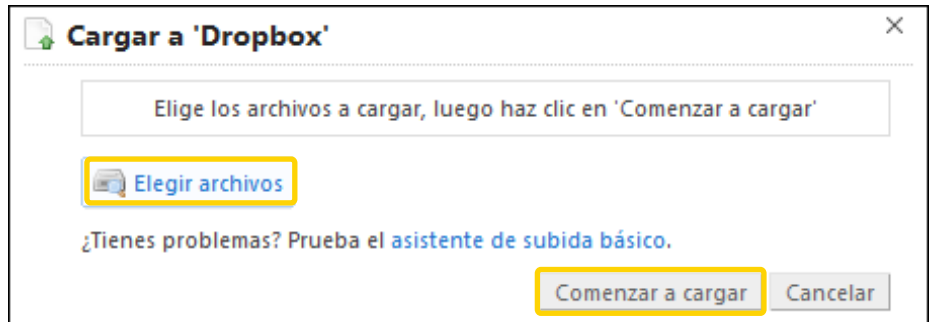 Cargar a 'Dropbox'
Elige los archivos a cargar, luego haz clic en 'Comenzar a cargar'
Elegir archivos
¿Tienes problemas? Prueba el asistente de subida básico.
Comenzar a cargar Cancelar